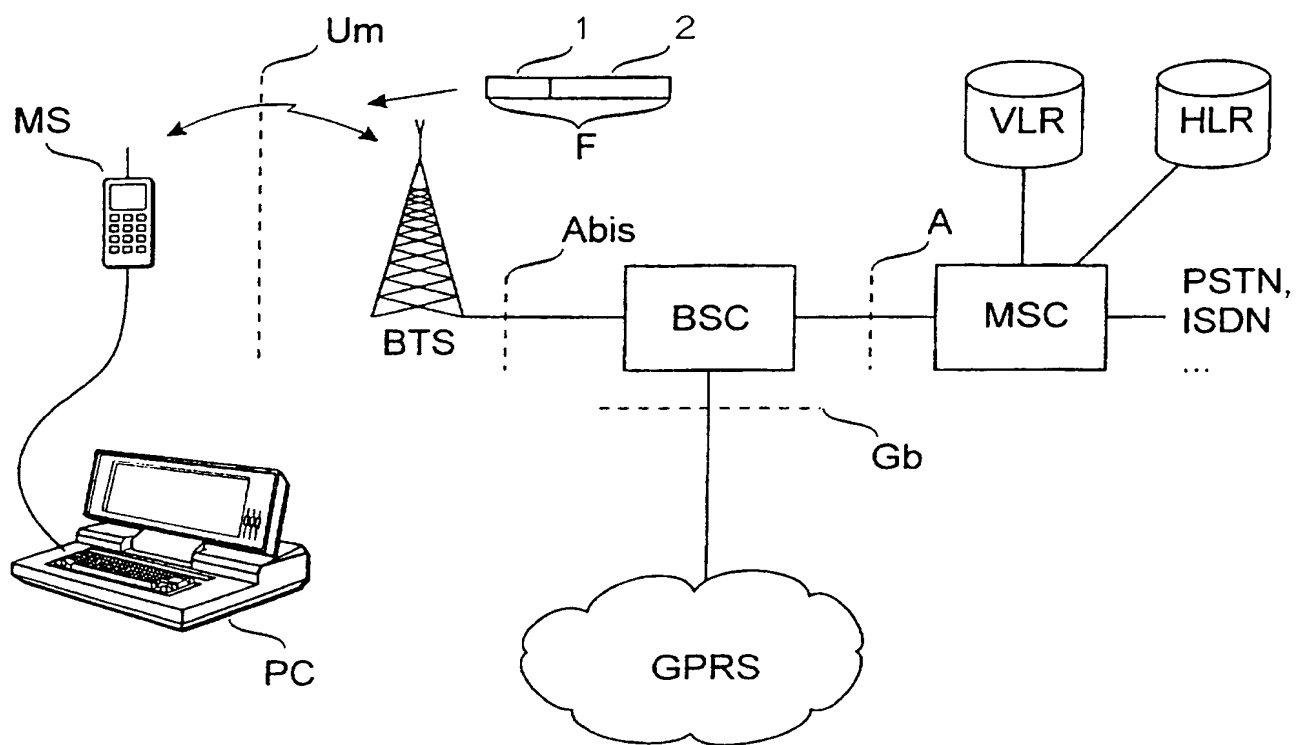 Um
1
2
F
MS
VLR
HLR
Abis
A
BTS
BSC
MSC
PSTN,
ISDN
...
Gb
GPRS
PC